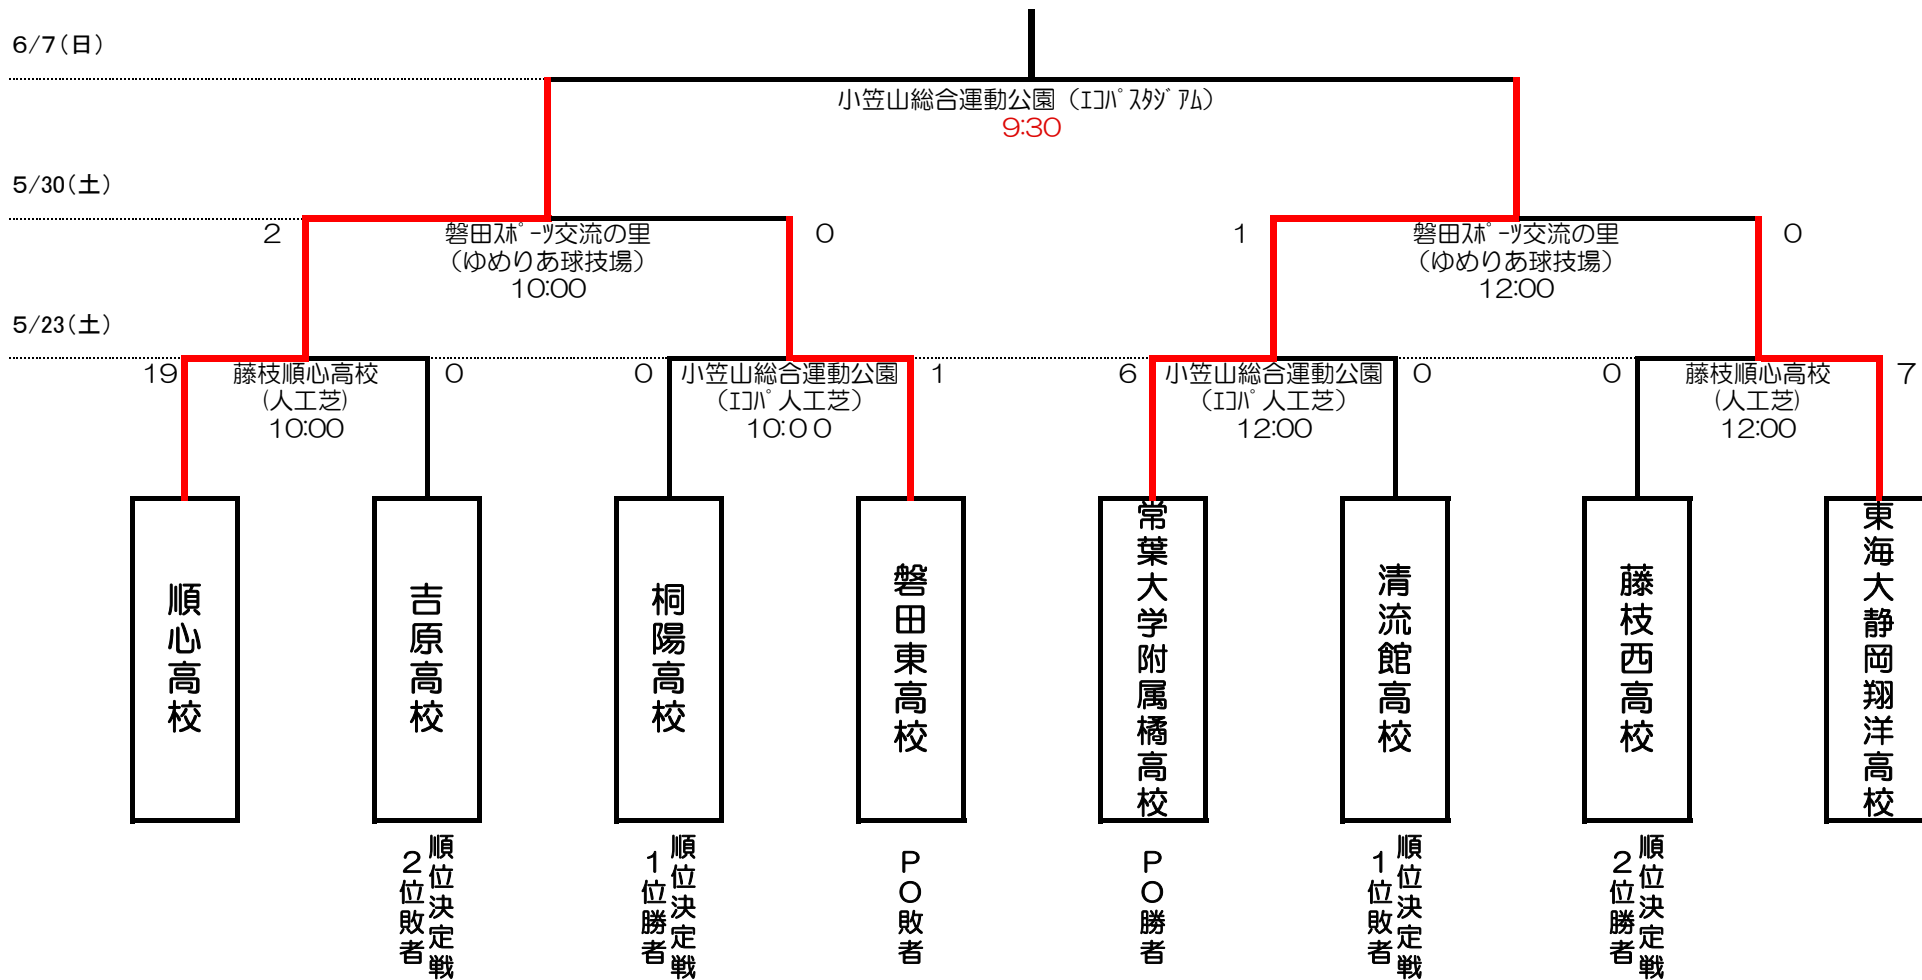 6/7(日)
小笠山総合運動公園（ｴｺﾊﾟｽﾀｼﾞｱﾑ）
9:30
5/30(土)
2
磐田ｽﾎﾟｰﾂ交流の里
（ゆめりあ球技場）
10:00
0
1
磐田ｽﾎﾟｰﾂ交流の里
（ゆめりあ球技場）
12:00
0
5/23(土)
19
藤枝順心高校
(人工芝)
10:00
0
0
小笠山総合運動公園
（ｴｺﾊﾟ人工芝）
10:00
1
6
小笠山総合運動公園
（ｴｺﾊﾟ人工芝）
12:00
0
0
藤枝順心高校
(人工芝)
12:00
7
順心高校
吉原高校
桐陽高校
磐田東高校
常葉大学附属橘高校
清流館高校
藤枝西高校
東海大静岡翔洋高校
順位決定戦
2位敗者
順位決定戦
1位勝者
PO敗者
PO勝者
順位決定戦
1位敗者
順位決定戦
2位勝者